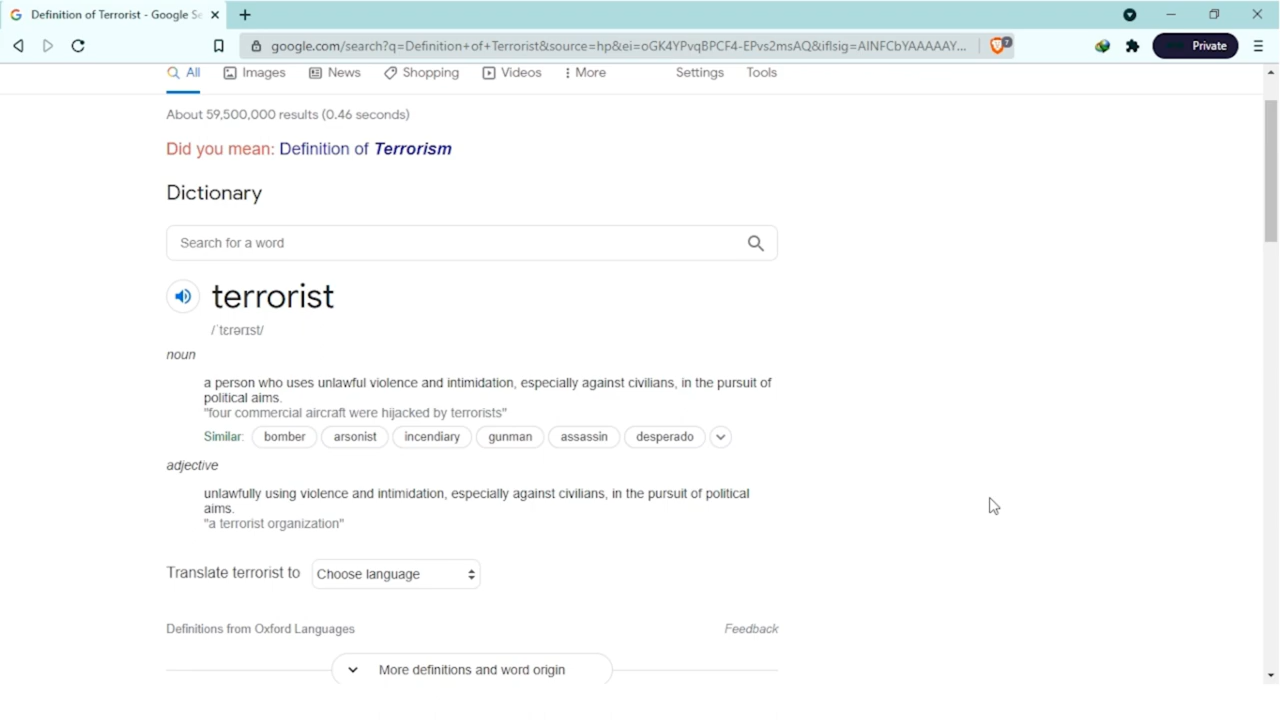 Definition of Terrorist - Google Se
google.com/search?q=Definition+of+Terrorist&source=hp&ei=oGK4YPvqBPCF4-EPvs2msAQ&iflsig=AINFCbYAAAAAY...
7
Private
All Images News Shopping Videos More Settings Tools
About 59,500,000 results (0.46 seconds)
Did you mean: Definition of Terrorism
Dictionary
Search for a word
terrorist
/ˈtɛrərɪst/
noun
a person who uses unlawful violence and intimidation, especially against civilians, in the pursuit of
political aims.
"four commercial aircraft were hijacked by terrorists"
Similar: bomber arsonist incendiary gunman assassin desperado
adjective
unlawfully using violence and intimidation, especially against civilians, in the pursuit of political
aims.
"a terrorist organization"
Translate terrorist to Choose language
Definitions from Oxford Languages Feedback
More definitions and word origin